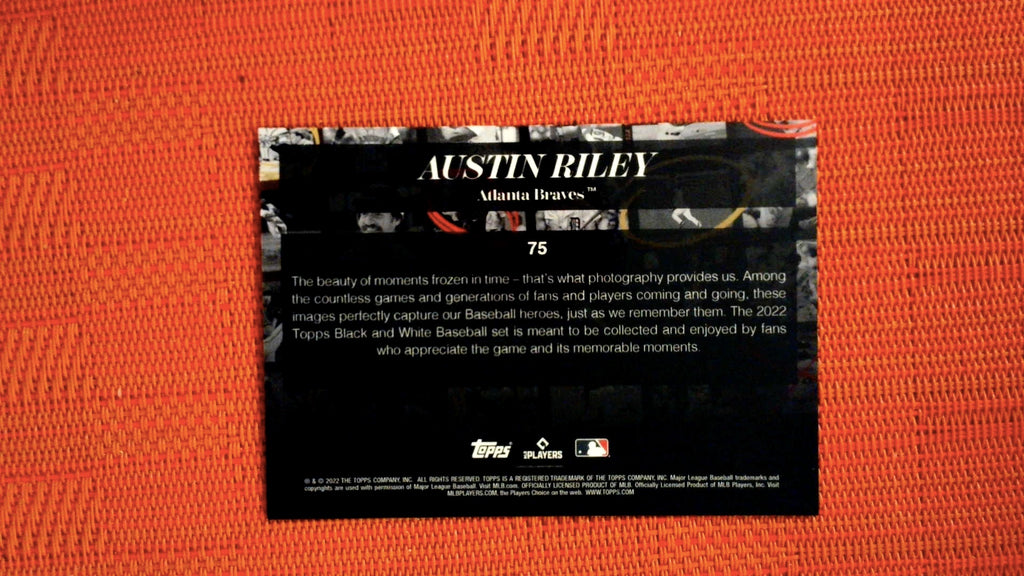 AUSTIN RILEY
Atlanta Braves™
75
The beauty of moments frozen in time – that's what photography provides us. Among
the countless games and generations of fans and players coming and going, these
images perfectly capture our Baseball heroes, just as we remember them. The 2022
Topps Black and White Baseball set is meant to be collected and enjoyed by fans
who appreciate the game and its memorable moments.
Topps PLAYERS
® & © 2022 THE TOPPS COMPANY, INC. ALL RIGHTS RESERVED. TOPPS IS A REGISTERED TRADEMARK OF THE TOPPS COMPANY, INC. Major League Baseball trademarks and
copyrights are used with permission of Major League Baseball. Visit MLB.com. OFFICIALLY LICENSED PRODUCT OF MLB. Officially Licensed Product of MLB Players, Inc. Visit
MLBPLAYERS.COM, the Players Choice on the web. WWW.TOPPS.COM